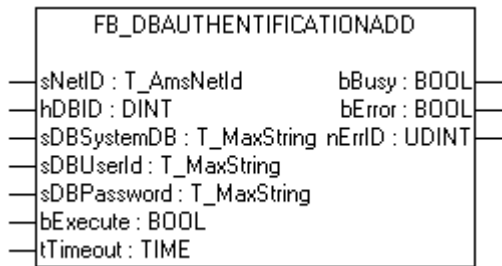 FB_DBAUTHENTIFICATIONADD
sNetID : T_AmsNetId bBusy : BOOL
hDBID : DINT bError : BOOL
sDBSystemDB : T_MaxString nErrID : UDINT
sDBUserId : T_MaxString
sDBPassword : T_MaxString
bExecute : BOOL
tTimeout : TIME